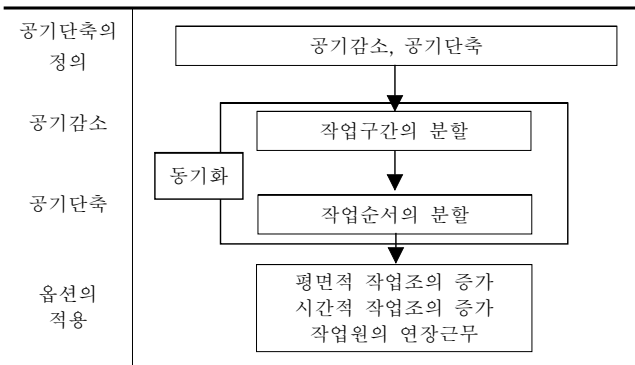 공기단축의
정의
공기감소, 공기단축
공기감소
작업구간의 분할
동기화
공기단축
작업순서의 분할
옵션의
적용
평면적 작업조의 증가
시간적 작업조의 증가
작업원의 연장근무